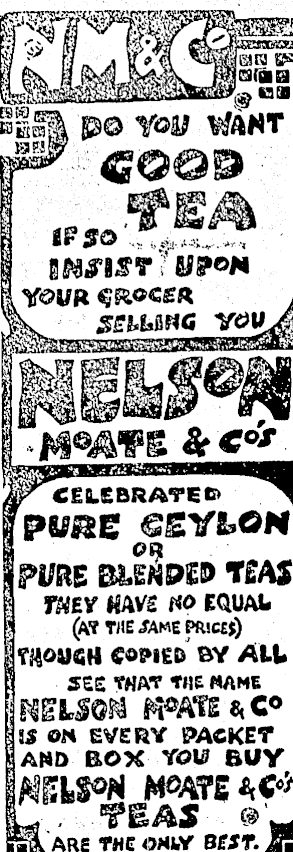 NM & Co
DO YOU WANT
GOOD
TEA
IF SO
INSIST UPON
YOUR GROCER
SELLING YOU
NELSON
MOATE & Co's
CELEBRATED
PURE CEYLON
OR
PURE BLENDED TEAS
THEY HAVE NO EQUAL
(AT THE SAME PRICES)
THOUGH COPIED BY ALL
SEE THAT THE NAME
NELSON MOATE & Co
IS ON EVERY PACKET
AND BOX YOU BUY
NELSON MOATE & Co's
TEAS
ARE THE ONLY BEST.